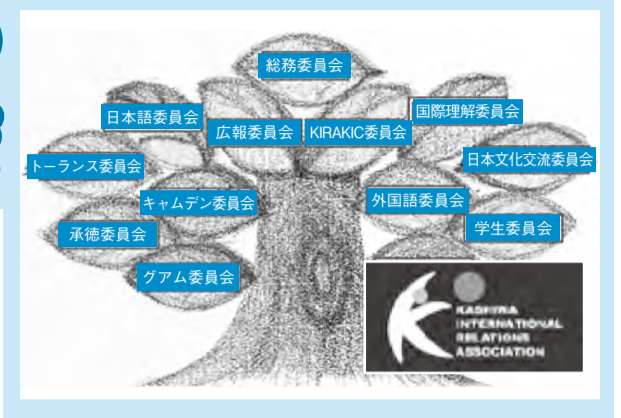 総務委員会
日本語委員会
広報委員会
KIRAKIC委員会
国際理解委員会
トーランス委員会
日本文化交流委員会
キャムデン委員会
外国語委員会
承徳委員会
学生委員会
グアム委員会
KASHIWA
INTERNATIONAL
RELATIONS
ASSOCIATION